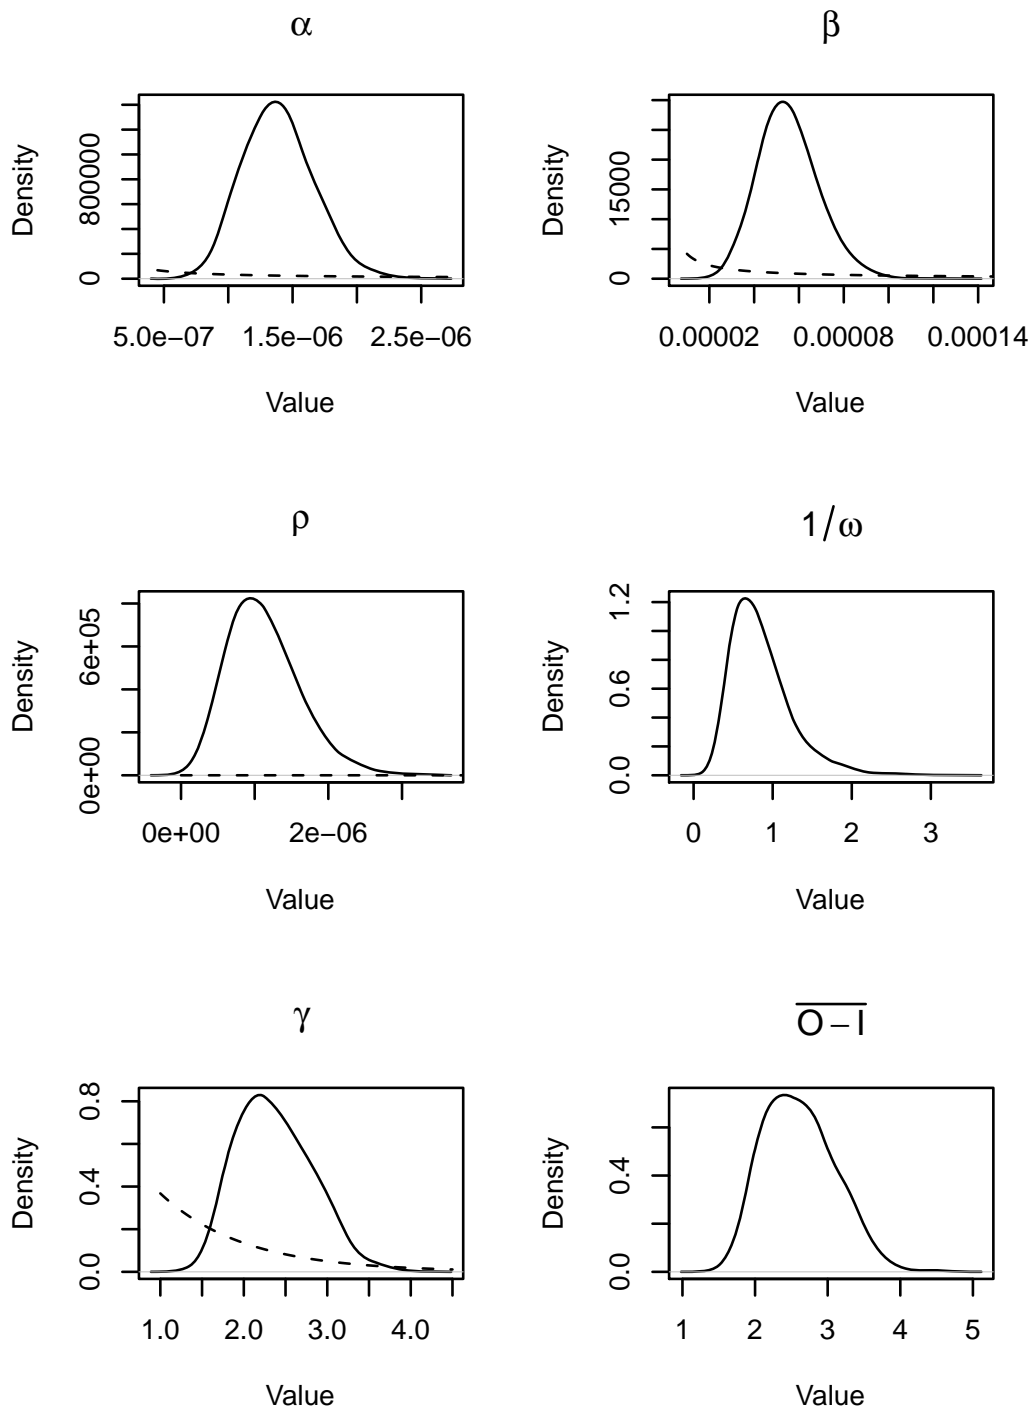 α
Density
0
800000
5.0e−07 1.5e−06 2.5e−06
Value
β
Density
0
15000
0.00002 0.00008 0.00014
Value
ρ
Density
0e+00
6e+05
0e+00 2e−06
Value
1/ω
Density
0.0
0.6
1.2
0 1 2 3
Value
γ
Density
0.0
0.4
0.8
1.0 2.0 3.0 4.0
Value
O − I
Density
0.0
0.4
1 2 3 4 5
Value